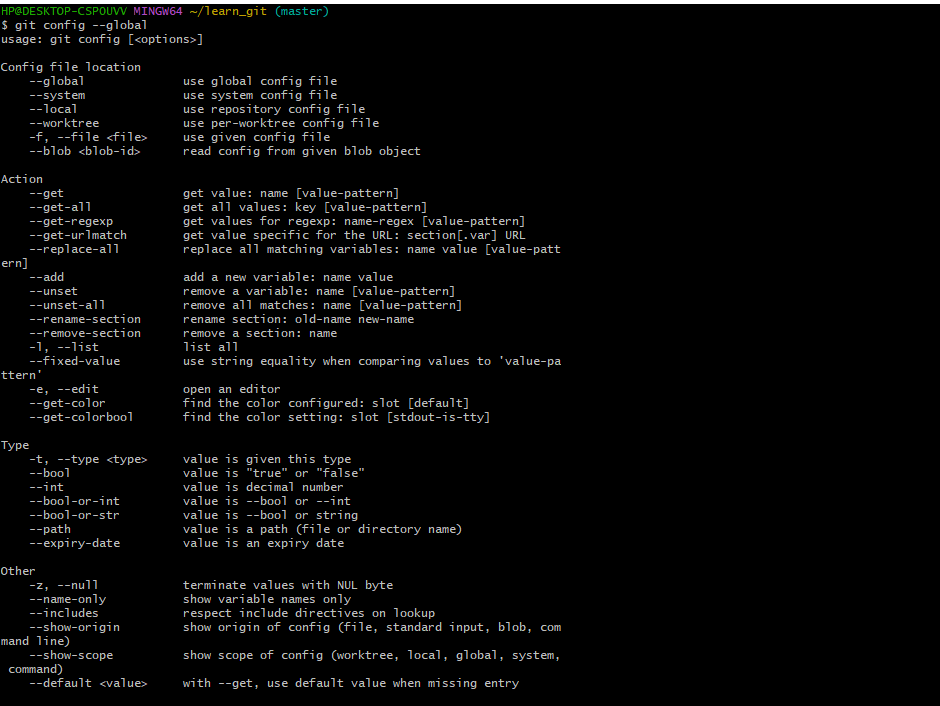 HP@DESKTOP-CSPOUVV MINGW64 ~/learn_git (master)
$ git config --global
usage: git config [<options>]

Config file location
    --global              use global config file
    --system              use system config file
    --local               use repository config file
    --worktree            use per-worktree config file
    -f, --file <file>     use given config file
    --blob <blob-id>      read config from given blob object

Action
    --get                 get value: name [value-pattern]
    --get-all             get all values: key [value-pattern]
    --get-regexp          get values for regexp: name-regex [value-pattern]
    --get-urlmatch        get value specific for the URL: section[.var] URL
    --replace-all         replace all matching variables: name value [value-patt
ern]
    --add                 add a new variable: name value
    --unset               remove a variable: name [value-pattern]
    --unset-all           remove all matches: name [value-pattern]
    --rename-section      rename section: old-name new-name
    --remove-section      remove a section: name
    -l, --list            list all
    --fixed-value         use string equality when comparing values to 'value-pa
ttern'
    -e, --edit            open an editor
    --get-color           find the color configured: slot [default]
    --get-colorbool       find the color setting: slot [stdout-is-tty]

Type
    -t, --type <type>     value is given this type
    --bool                value is "true" or "false"
    --int                 value is decimal number
    --bool-or-int         value is --bool or --int
    --bool-or-str         value is --bool or string
    --path                value is a path (file or directory name)
    --expiry-date         value is an expiry date

Other
    -z, --null            terminate values with NUL byte
    --name-only           show variable names only
    --includes            respect include directives on lookup
    --show-origin         show origin of config (file, standard input, blob, com
mand line)
    --show-scope          show scope of config (worktree, local, global, system,
 command)
    --default <value>     with --get, use default value when missing entry